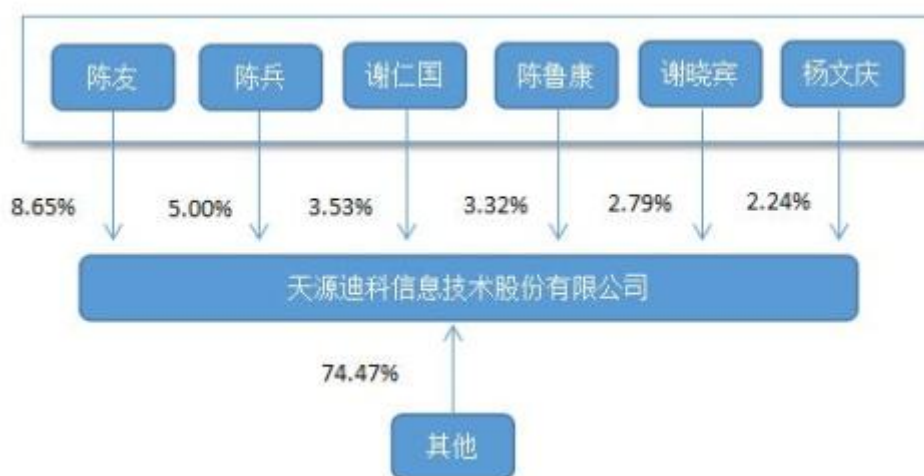 陈友 陈兵 谢仁国 陈鲁康 谢晓宾 杨文庆
8.65% 5.00% 3.53% 3.32% 2.79% 2.24%
天源迪科信息技术股份有限公司
74.47%
其他